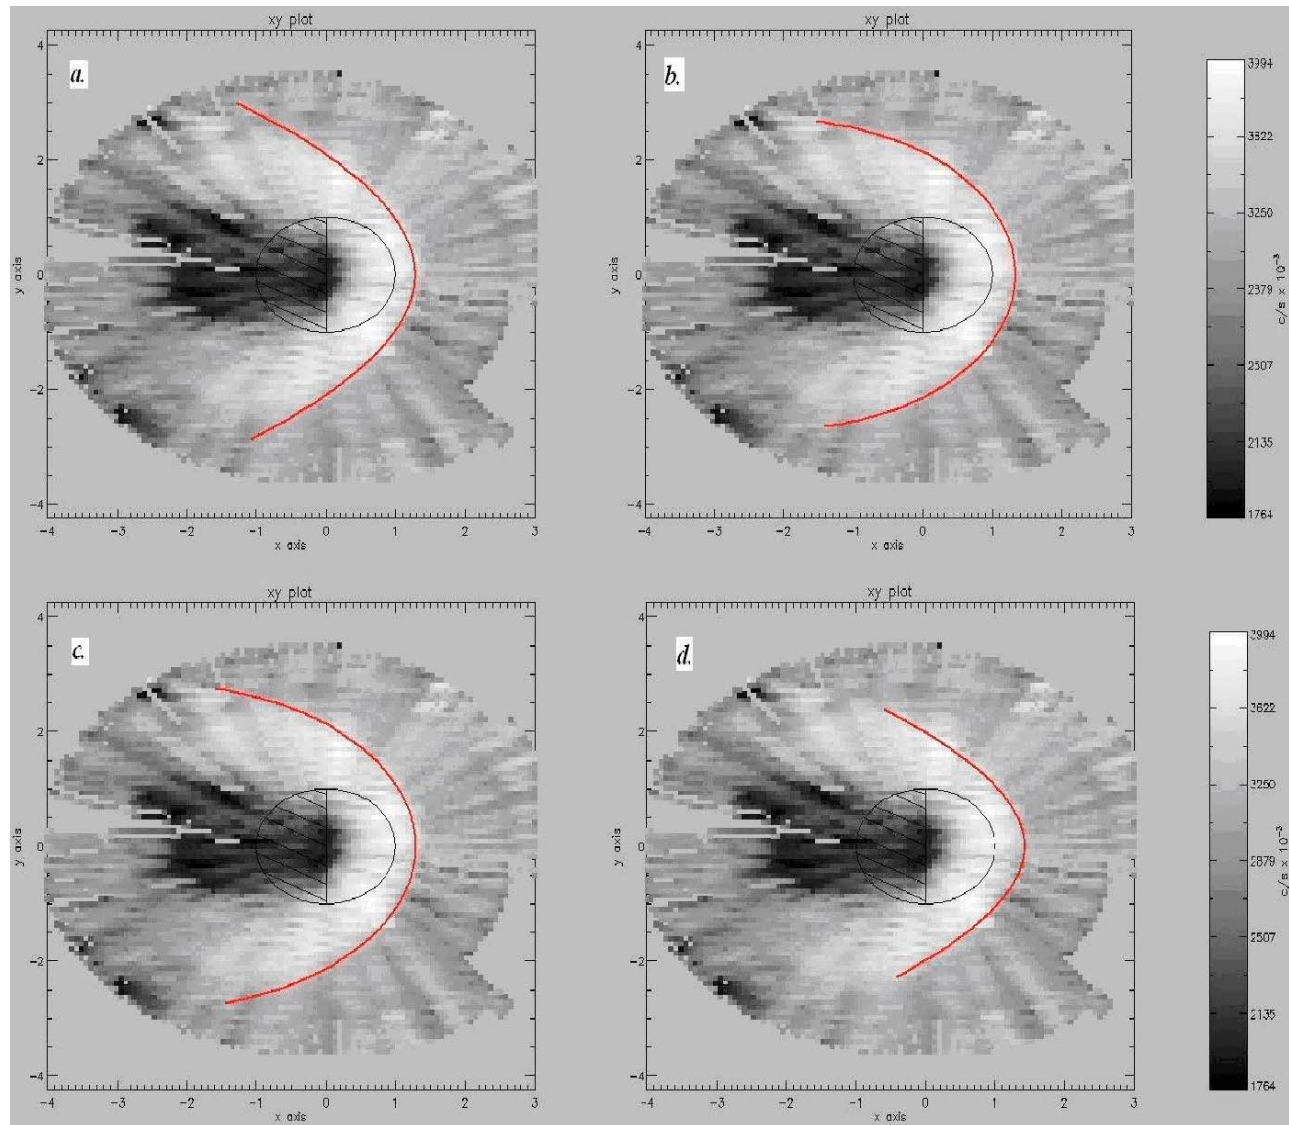 xy plot
a.
4
2
0
-2
-4
y axis
-4 -3 -2 -1 0 1 2 3
x axis
xy plot
b.
4
2
0
-2
-4
y axis
-4 -3 -2 -1 0 1 2 3
x axis
3994
3522
3250
2379
2507
2135
1764
c/s x 10⁻³
xy plot
c.
4
2
0
-2
-4
y axis
-4 -3 -2 -1 0 1 2 3
x axis
xy plot
d.
4
2
0
-2
-4
y axis
-4 -3 -2 -1 0 1 2 3
x axis
3994
3622
3250
2879
2507
2135
1764
c/s x 10⁻³